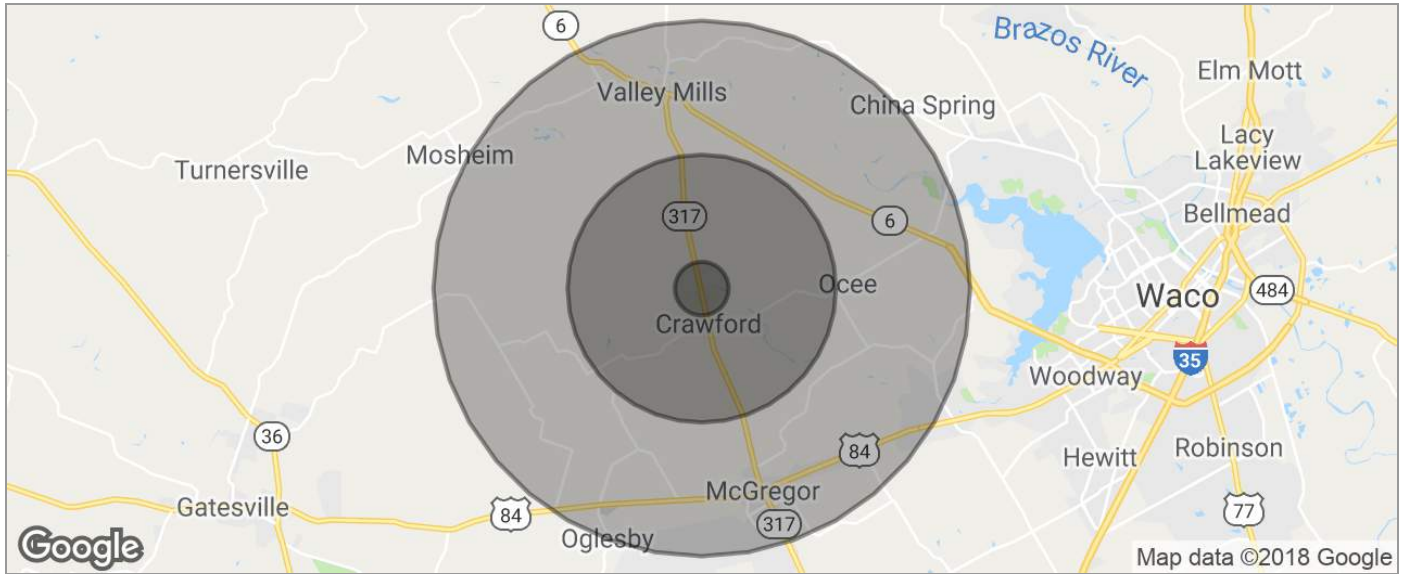 6
Brazos River
Elm Mott
Valley Mills
China Spring
Lacy
Lakeview
Mosheim
Turnersville
Bellmead
317
6
Ocee
Waco
484
Crawford
35
Woodway
36
84
Hewitt
Robinson
McGregor
Gatesville
84
317
77
Oglesby
Google
Map data ©2018 Google